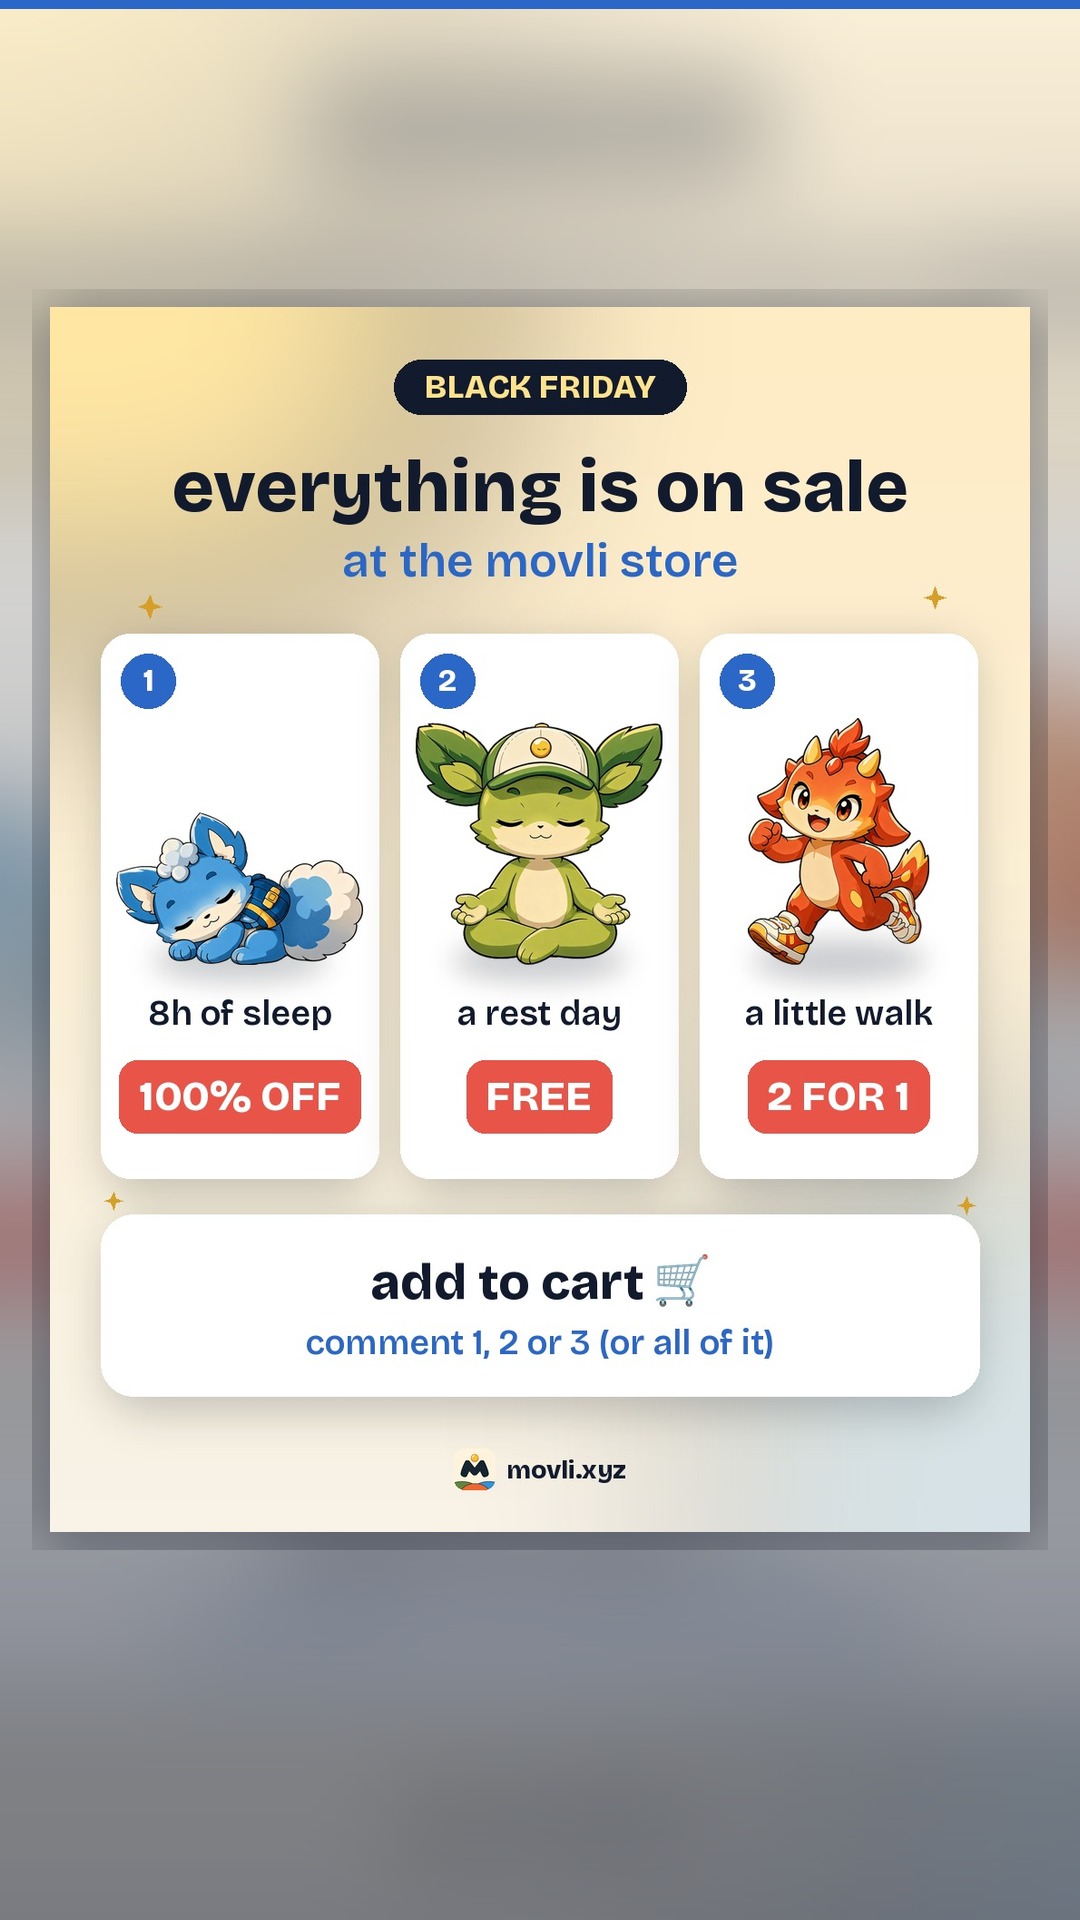 BLACK FRIDAY
everything is on sale
at the movli store
1
2
3
8h of sleep
a rest day
a little walk
100% OFF
FREE
2 FOR 1
add to cart 🛒
comment 1, 2 or 3 (or all of it)
movli.xyz